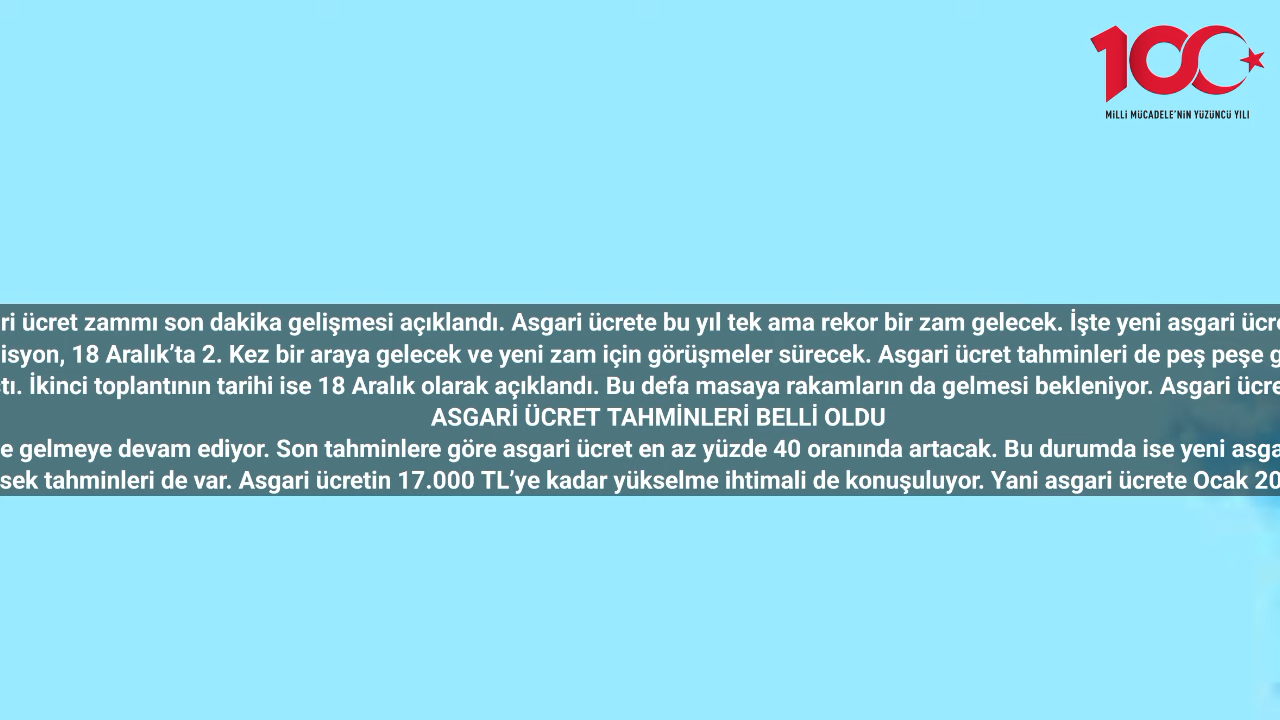 100
MİLLİ MÜCADELE'NİN YÜZÜNCÜ YILI
ri ücret zammı son dakika gelişmesi açıklandı. Asgari ücrete bu yıl tek ama rekor bir zam gelecek. İşte yeni asgari ücre
isyon, 18 Aralık’ta 2. Kez bir araya gelecek ve yeni zam için görüşmeler sürecek. Asgari ücret tahminleri de peş peşe g
tı. İkinci toplantının tarihi ise 18 Aralık olarak açıklandı. Bu defa masaya rakamların da gelmesi bekleniyor. Asgari ücre
ASGARİ ÜCRET TAHMİNLERİ BELLİ OLDU
e gelmeye devam ediyor. Son tahminlere göre asgari ücret en az yüzde 40 oranında artacak. Bu durumda ise yeni asga
sek tahminleri de var. Asgari ücretin 17.000 TL’ye kadar yükselme ihtimali de konuşuluyor. Yani asgari ücrete Ocak 20